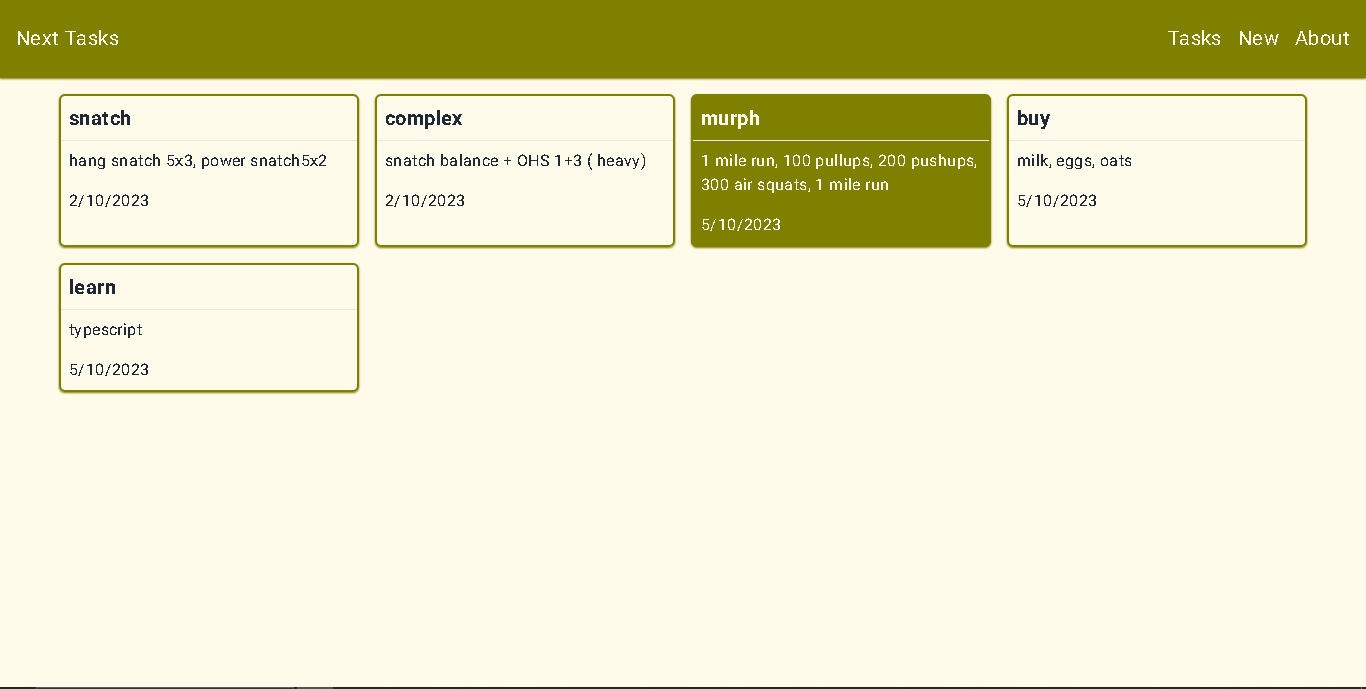 Next Tasks
Tasks New About
snatch
hang snatch 5x3, power snatch5x2
2/10/2023
complex
snatch balance + OHS 1+3 ( heavy)
2/10/2023
murph
1 mile run, 100 pullups, 200 pushups,
300 air squats, 1 mile run
5/10/2023
buy
milk, eggs, oats
5/10/2023
learn
typescript
5/10/2023